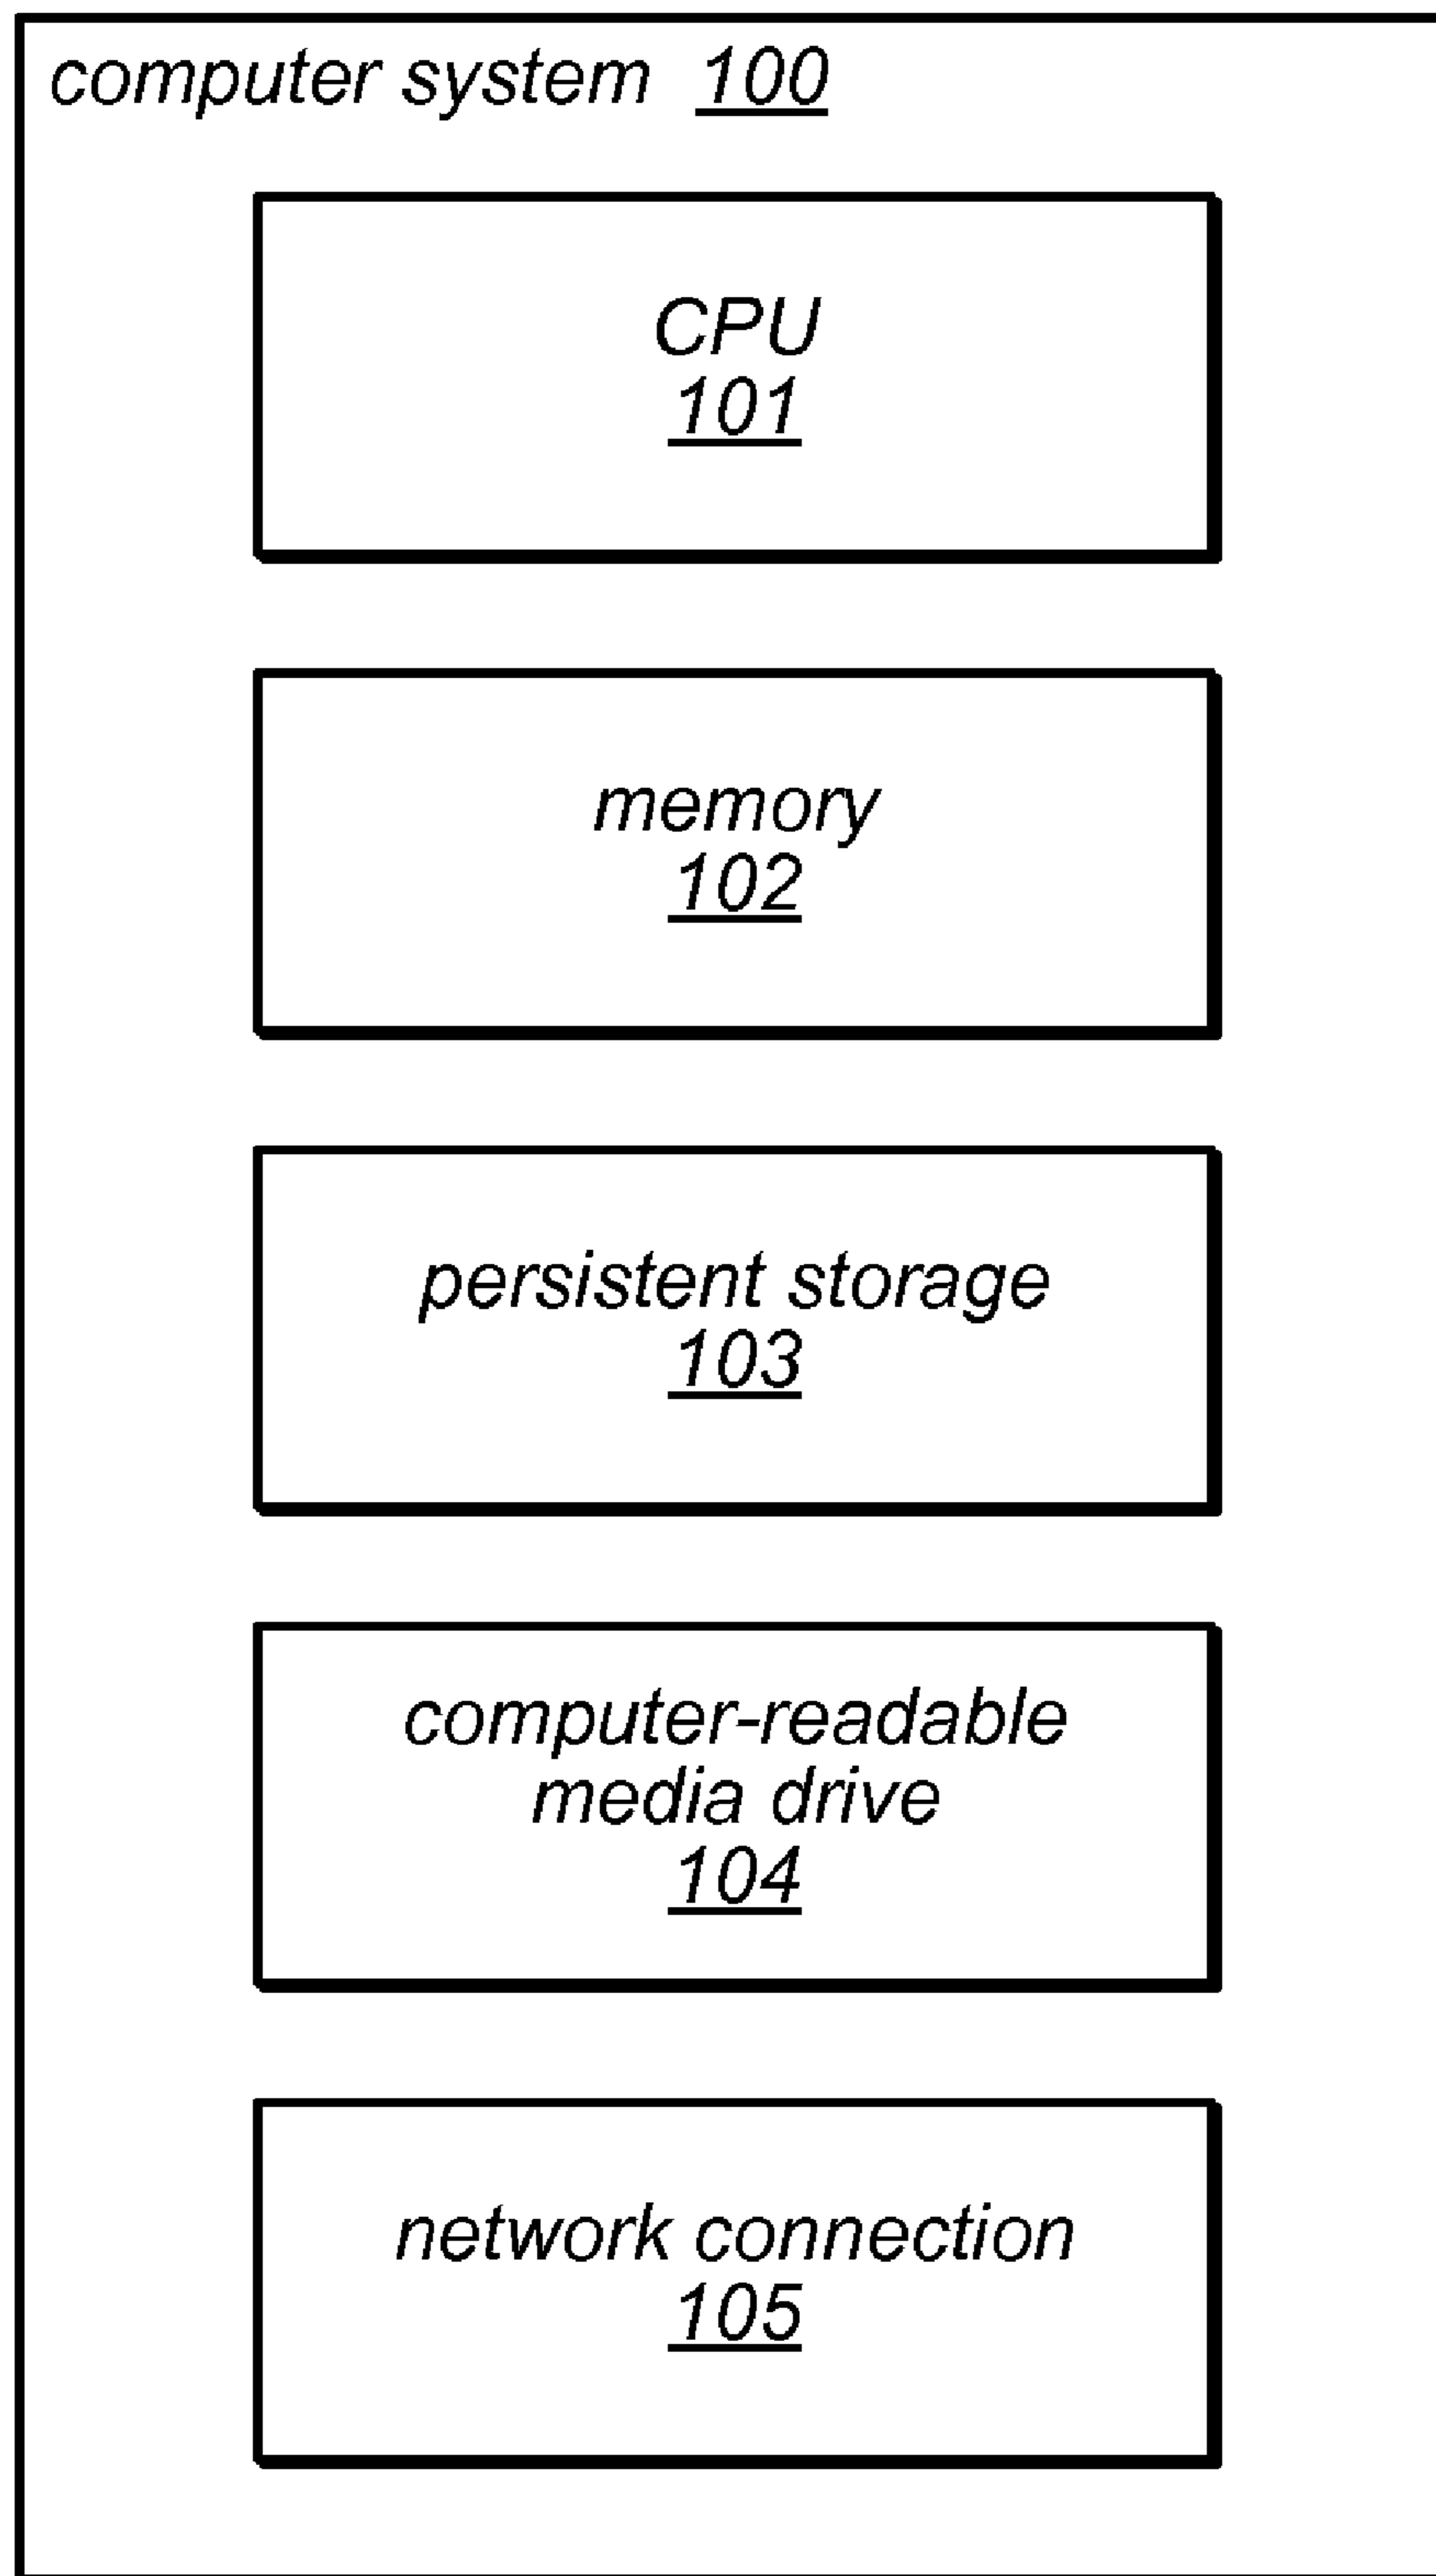 computer system 100
CPU
101
memory
102
persistent storage
103
computer-readable
media drive
104
network connection
105